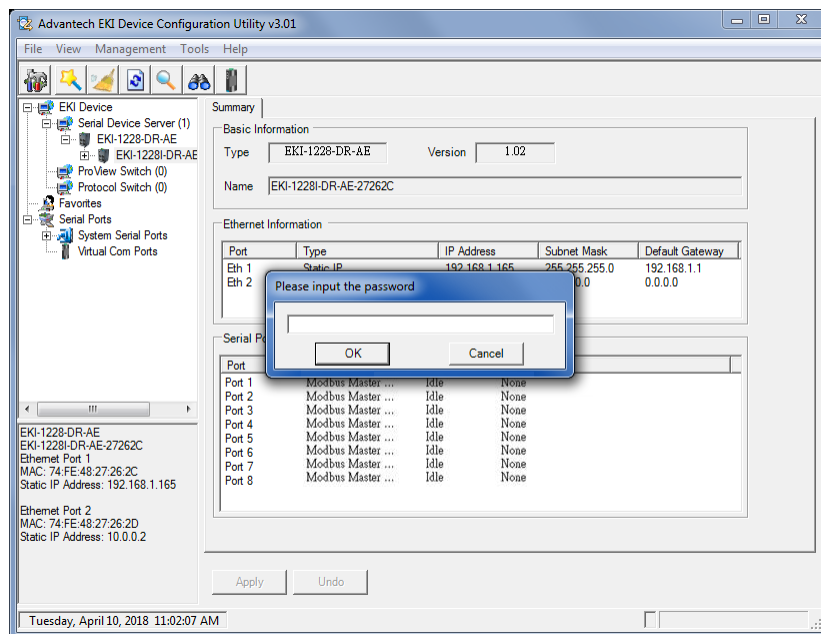 Advantech EKI Device Configuration Utility v3.01
File View Management Tools Help
EKI Device
Serial Device Server (1)
EKI-1228-DR-AE
EKI-1228I-DR-AE
ProView Switch (0)
Protocol Switch (0)
Favorites
Serial Ports
System Serial Ports
Virtual Com Ports
EKI-1228-DR-AE
EKI-1228I-DR-AE-27262C
Ethernet Port 1
MAC: 74:FE:48:27:26:2C
Static IP Address: 192.168.1.165
Ethernet Port 2
MAC: 74:FE:48:27:26:2D
Static IP Address: 10.0.0.2
Summary
Basic Information
Type EKI-1228-DR-AE Version 1.02
Name EKI-1228I-DR-AE-27262C
Ethernet Information
Port Type IP Address Subnet Mask Default Gateway
Eth 1 Static IP 192.168.1.165 255.255.255.0 192.168.1.1
Eth 2 0.0 0.0.0.0
Please input the password
OK Cancel
Serial Po
Port
Port 1 Modbus Master ... Idle None
Port 2 Modbus Master ... Idle None
Port 3 Modbus Master ... Idle None
Port 4 Modbus Master ... Idle None
Port 5 Modbus Master ... Idle None
Port 6 Modbus Master ... Idle None
Port 7 Modbus Master ... Idle None
Port 8 Modbus Master ... Idle None
Apply Undo
Tuesday, April 10, 2018 11:02:07 AM